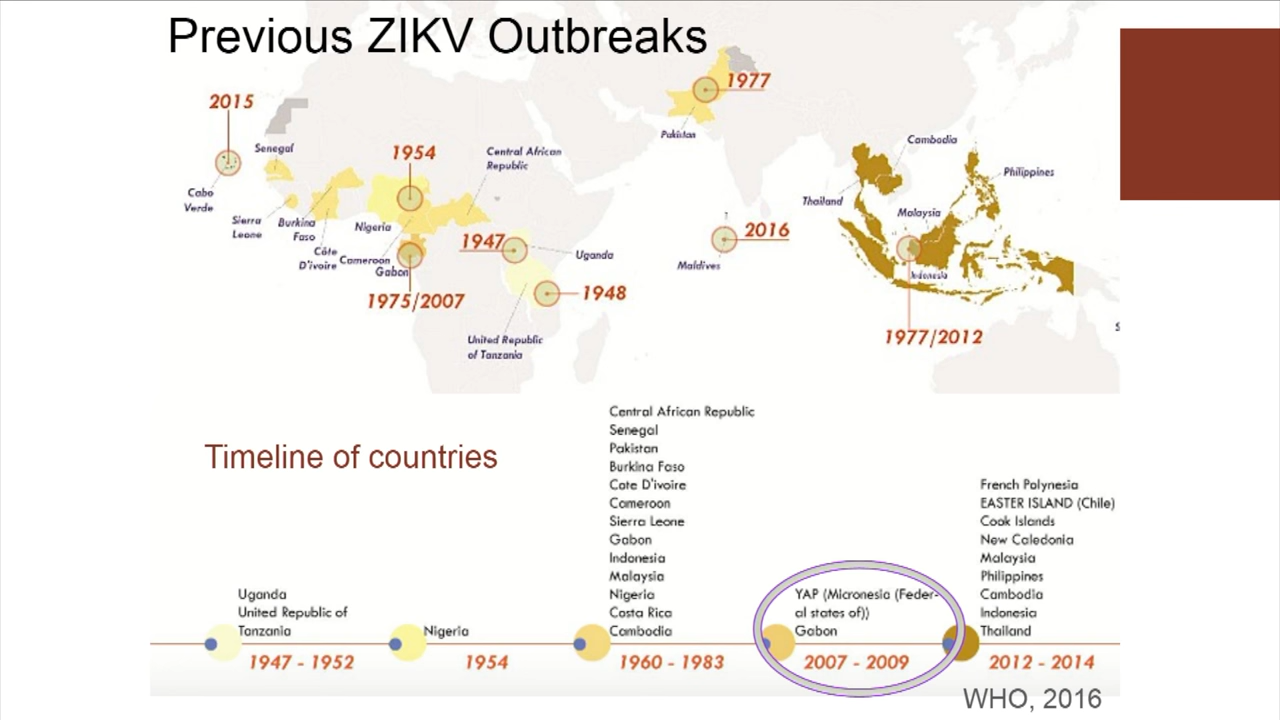 Previous ZIKV Outbreaks
1977
2015
Pakistan
Senegal
1954
Central African
Republic
Cambodia
Philippines
Cabo
Verde
Sierra
Leone
Burkina
Faso
Nigeria
Thailand
Malaysia
Côte
D'ivoire
Cameroon
Gabon
1947
Uganda
2016
Maldives
Indonesia
1975/2007
1948
United Republic
of Tanzania
1977/2012
S
Timeline of countries
Uganda
United Republic of
Tanzania
1947 - 1952
Nigeria
1954
Central African Republic
Senegal
Pakistan
Burkina Faso
Cote D'ivoire
Cameroon
Sierra Leone
Gabon
Indonesia
Malaysia
Nigeria
Costa Rica
Cambodia
1960 - 1983
YAP (Micronesia (Feder-
al states of))
Gabon
2007 - 2009
French Polynesia
EASTER ISLAND (Chile)
Cook Islands
New Caledonia
Malaysia
Philippines
Cambodia
Indonesia
Thailand
2012 - 2014
WHO, 2016